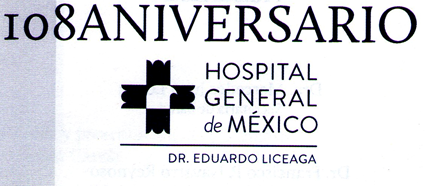 108ANIVERSARIO
HOSPITAL
GENERAL
de MÉXICO
DR. EDUARDO LICEAGA